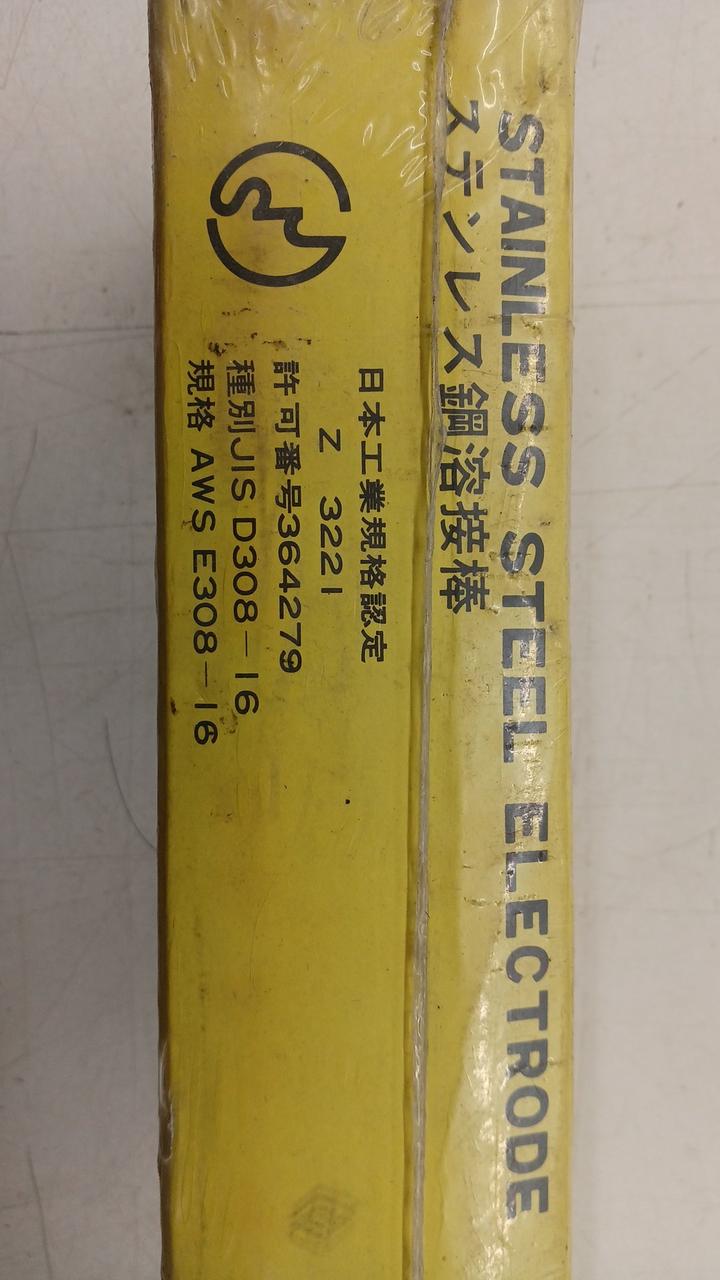 STAINLESS STEEL ELECTRODE
ステンレス鋼溶接棒
日本工業規格認定
Z 3221
許可番号364279
種別JIS D308-16
規格 AWS E308-16